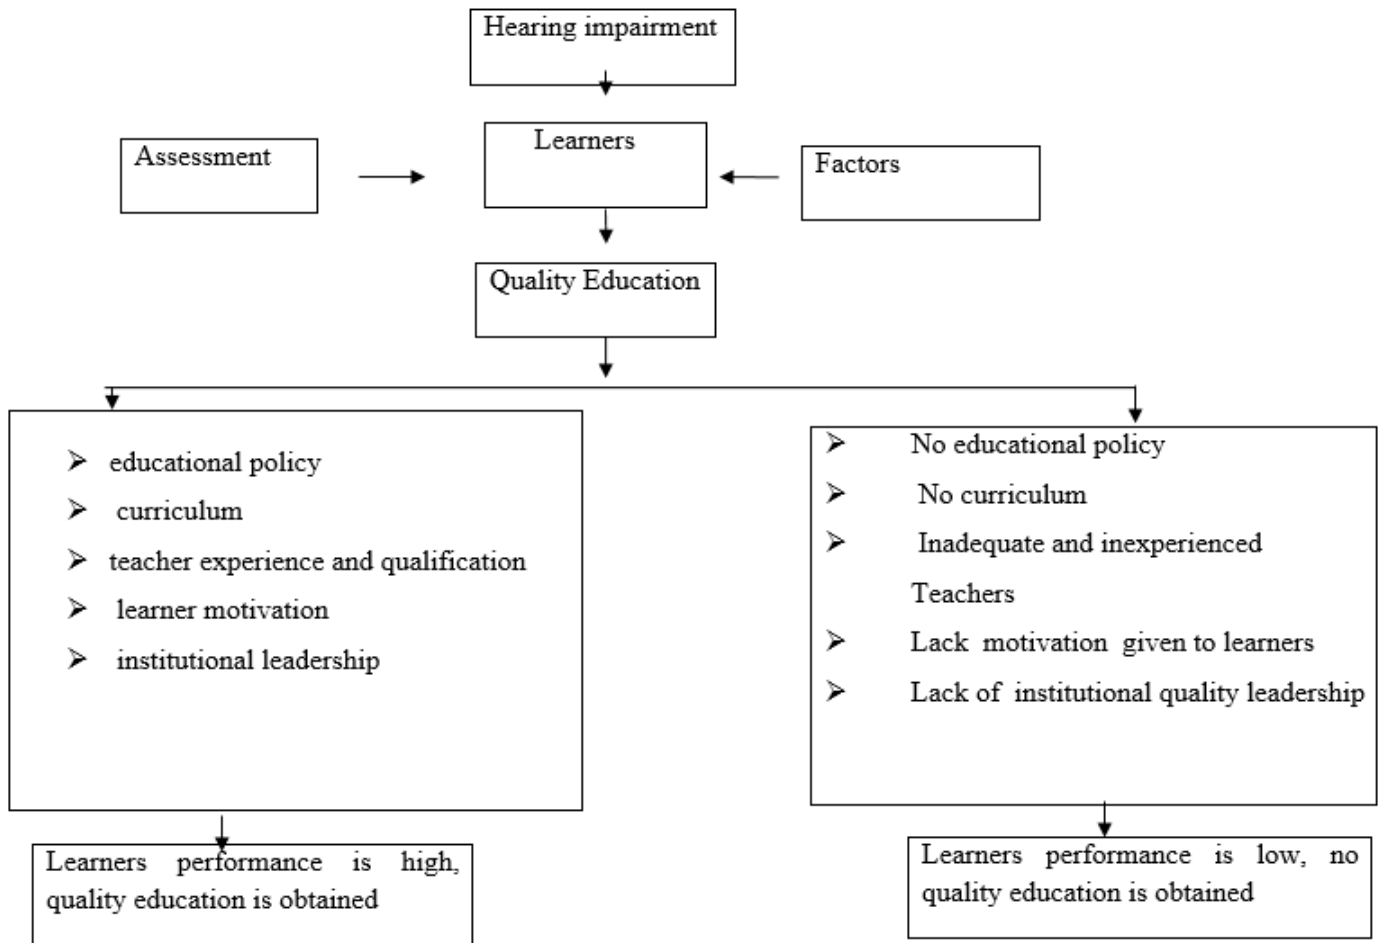 Hearing impairment
Assessment
Learners
Factors
Quality Education
educational policy
curriculum
teacher experience and qualification
learner motivation
institutional leadership
No educational policy
No curriculum
Inadequate and inexperienced
Teachers
Lack motivation given to learners
Lack of institutional quality leadership
Learners performance is high,
quality education is obtained
Learners performance is low, no
quality education is obtained